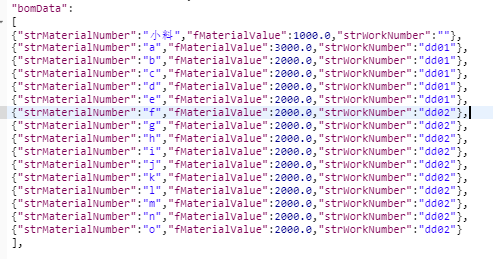 "bomData":
[
{"strMaterialNumber":"小料","fMaterialValue":1000.0,"strWorkNumber":""},
{"strMaterialNumber":"a","fMaterialValue":3000.0,"strWorkNumber":"dd01"},
{"strMaterialNumber":"b","fMaterialValue":2000.0,"strWorkNumber":"dd01"},
{"strMaterialNumber":"c","fMaterialValue":2000.0,"strWorkNumber":"dd01"},
{"strMaterialNumber":"d","fMaterialValue":2000.0,"strWorkNumber":"dd01"},
{"strMaterialNumber":"e","fMaterialValue":2000.0,"strWorkNumber":"dd01"},
{"strMaterialNumber":"f","fMaterialValue":2000.0,"strWorkNumber":"dd02"},
{"strMaterialNumber":"g","fMaterialValue":2000.0,"strWorkNumber":"dd02"},
{"strMaterialNumber":"h","fMaterialValue":2000.0,"strWorkNumber":"dd02"},
{"strMaterialNumber":"i","fMaterialValue":2000.0,"strWorkNumber":"dd02"},
{"strMaterialNumber":"j","fMaterialValue":2000.0,"strWorkNumber":"dd02"},
{"strMaterialNumber":"k","fMaterialValue":2000.0,"strWorkNumber":"dd02"},
{"strMaterialNumber":"l","fMaterialValue":2000.0,"strWorkNumber":"dd02"},
{"strMaterialNumber":"m","fMaterialValue":2000.0,"strWorkNumber":"dd02"},
{"strMaterialNumber":"n","fMaterialValue":2000.0,"strWorkNumber":"dd02"},
{"strMaterialNumber":"o","fMaterialValue":2000.0,"strWorkNumber":"dd02"}
],